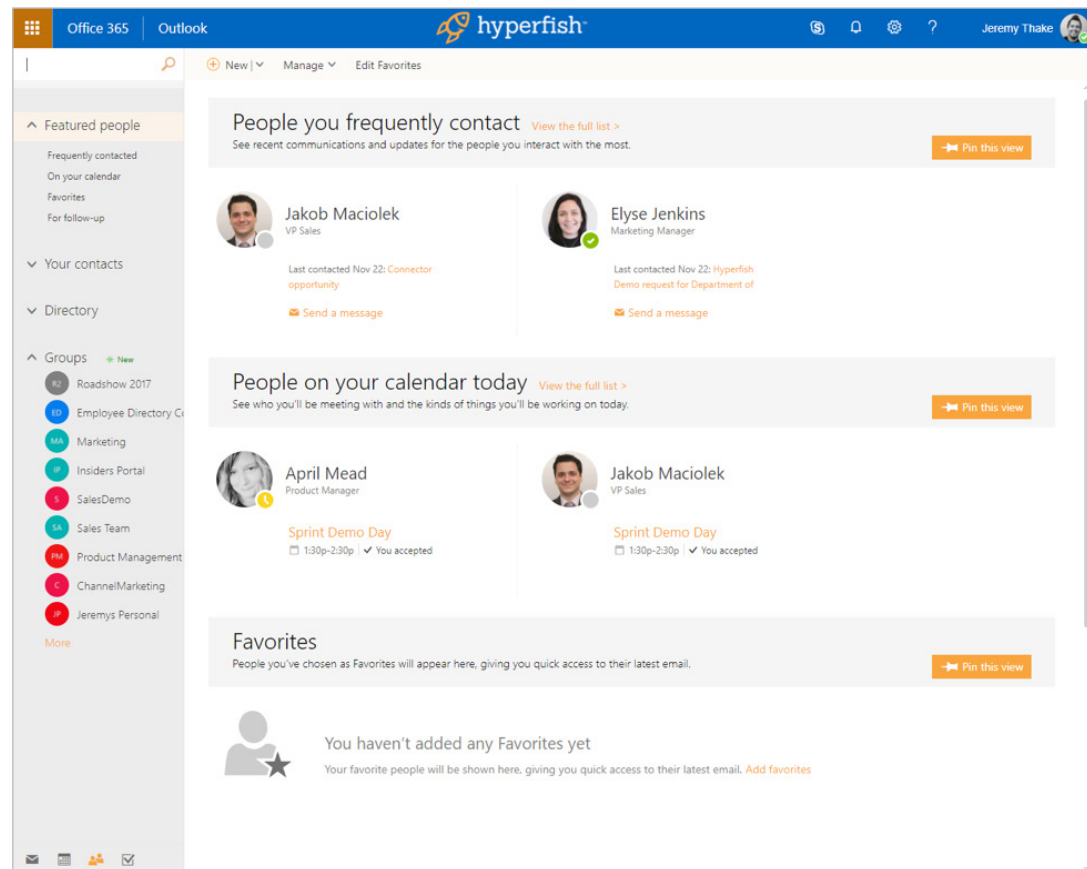 Office 365 Outlook hyperfish S ? Jeremy Thake
New Manage Edit Favorites
Featured people
Frequently contacted
On your calendar
Favorites
For follow-up
Your contacts
Directory
Groups New
R2 Roadshow 2017
ED Employee Directory Co
MA Marketing
IP Insiders Portal
S SalesDemo
SA Sales Team
PM Product Management
C ChannelMarketing
JP Jeremys Personal
More
People you frequently contact View the full list >
See recent communications and updates for the people you interact with the most.
Pin this view
Jakob Maciolek
VP Sales
Last contacted Nov 22: Connector
opportunity
Send a message
Elyse Jenkins
Marketing Manager
Last contacted Nov 22: Hyperfish
Demo request for Department of
Send a message
People on your calendar today View the full list >
See who you'll be meeting with and the kinds of things you'll be working on today.
Pin this view
April Mead
Product Manager
Sprint Demo Day
1:30p-2:30p You accepted
Jakob Maciolek
VP Sales
Sprint Demo Day
1:30p-2:30p You accepted
Favorites
People you've chosen as Favorites will appear here, giving you quick access to their latest email.
Pin this view
You haven't added any Favorites yet
Your favorite people will be shown here, giving you quick access to their latest email. Add favorites